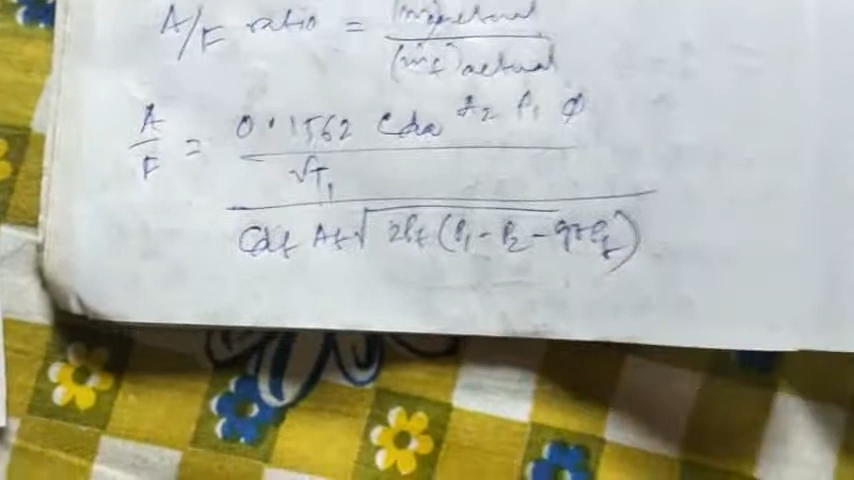 A/F ratio = (ṁa)actual / (ṁf)actual
A/F = 0.1562 Cda A2 P1 φ / √T1
Cdf Af √2ρf (P1 - P2 - gzρf)